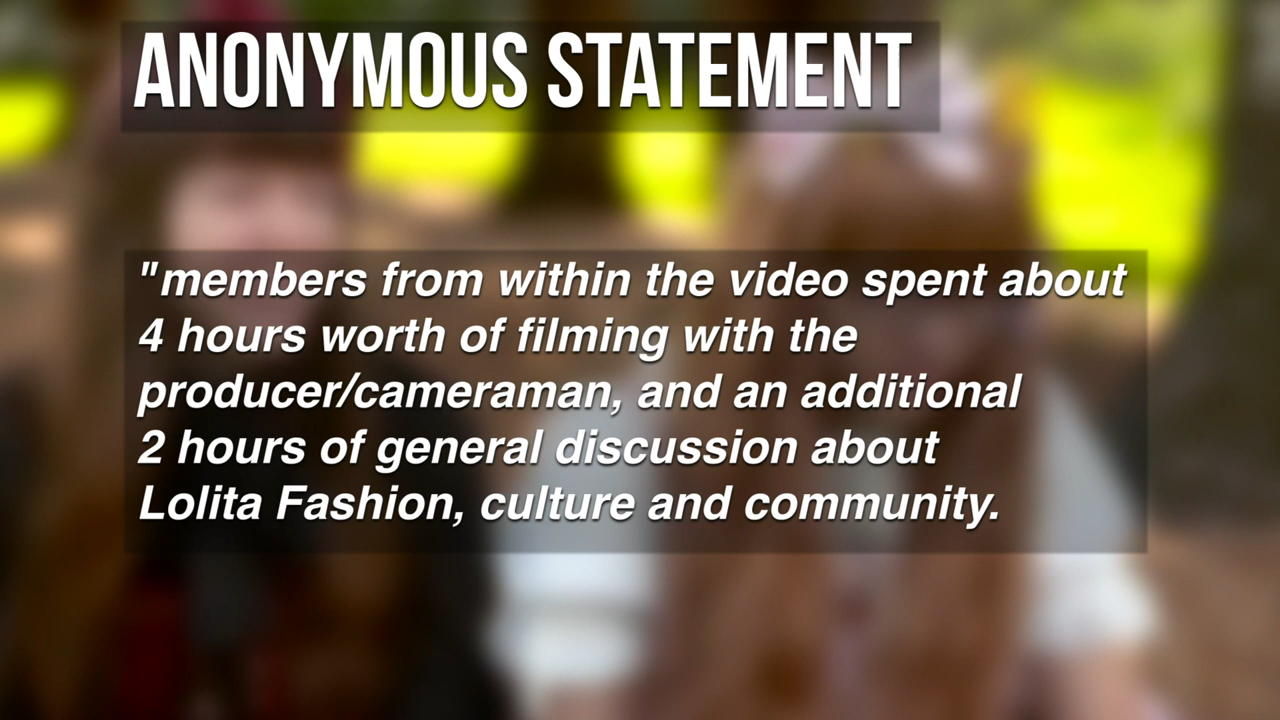 ANONYMOUS STATEMENT
"members from within the video spent about
4 hours worth of filming with the
producer/cameraman, and an additional
2 hours of general discussion about
Lolita Fashion, culture and community.